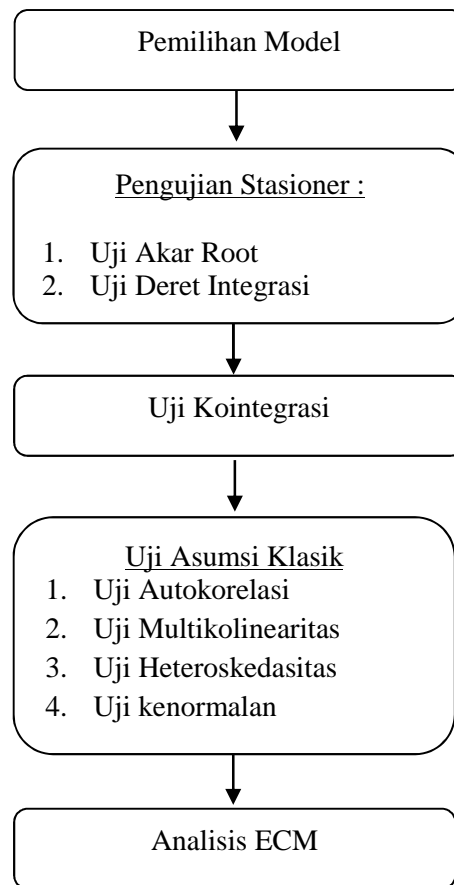 Pemilihan Model
Pengujian Stasioner :
1. Uji Akar Root
2. Uji Deret Integrasi
Uji Kointegrasi
Uji Asumsi Klasik
1. Uji Autokorelasi
2. Uji Multikolinearitas
3. Uji Heteroskedasitas
4. Uji kenormalan
Analisis ECM